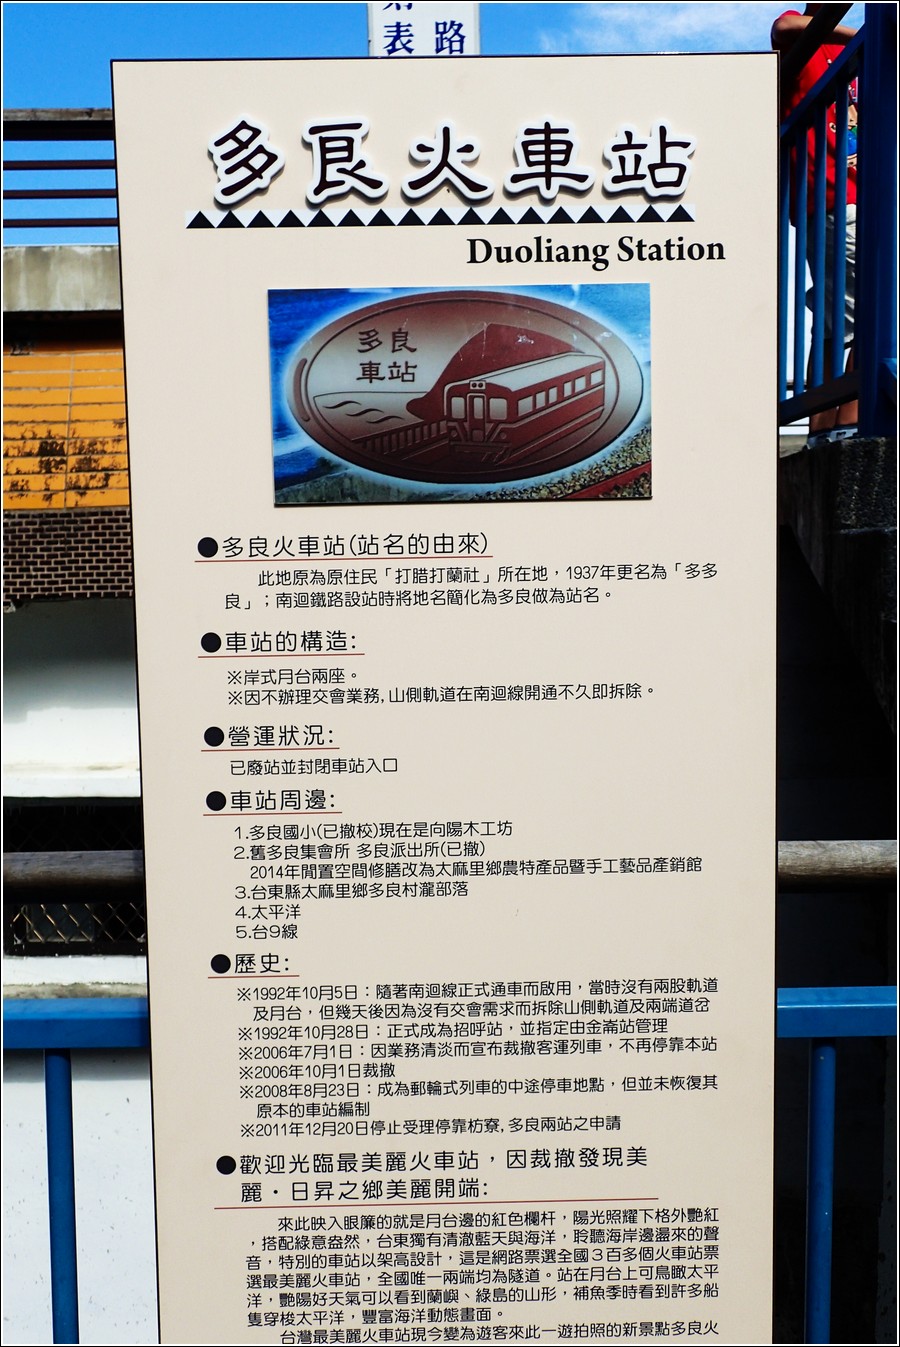 表 路
多良火車站
Duoliang Station
多良
車站
●多良火車站(站名的由來)
此地原為原住民「打腊打蘭社」所在地，1937年更名為「多多
良」；南迴鐵路設站時將地名簡化為多良做為站名。
●車站的構造:
※岸式月台兩座。
※因不辦理交會業務,山側軌道在南迴線開通不久即拆除。
●營運狀況:
已廢站並封閉車站入口
●車站周邊:
1.多良國小(已撤校)現在是向陽木工坊
2.舊多良集會所 多良派出所(已撤)
2014年閒置空間修膳改為太麻里鄉農特產品暨手工藝品產銷館
3.台東縣太麻里鄉多良村瀧部落
4.太平洋
5.台9線
●歷史:
※1992年10月5日：隨著南迴線正式通車而啟用，當時沒有兩股軌道
及月台，但幾天後因為沒有交會需求而拆除山側軌道及兩端道岔
※1992年10月28日：正式成為招呼站，並指定由金崙站管理
※2006年7月1日：因業務清淡而宣布裁撤客運列車，不再停靠本站
※2006年10月1日裁撤
※2008年8月23日：成為郵輪式列車的中途停車地點，但並未恢復其
原本的車站編制
※2011年12月20日停止受理停靠枋寮,多良兩站之申請
●歡迎光臨最美麗火車站，因裁撤發現美
麗‧日昇之鄉美麗開端:
來此映入眼簾的就是月台邊的紅色欄杆，陽光照耀下格外艷紅
，搭配綠意盎然，台東獨有清澈藍天與海洋，聆聽海岸邊盪來的聲
音，特別的車站以架高設計，這是網路票選全國３百多個火車站票
選最美麗火車站，全國唯一兩端均為隧道。站在月台上可鳥瞰太平
洋，艷陽好天氣可以看到蘭嶼、綠島的山形，補魚季時看到許多船
隻穿梭太平洋，豐富海洋動態畫面。
台灣最美麗火車站現今變為遊客來此一遊拍照的新景點多良火